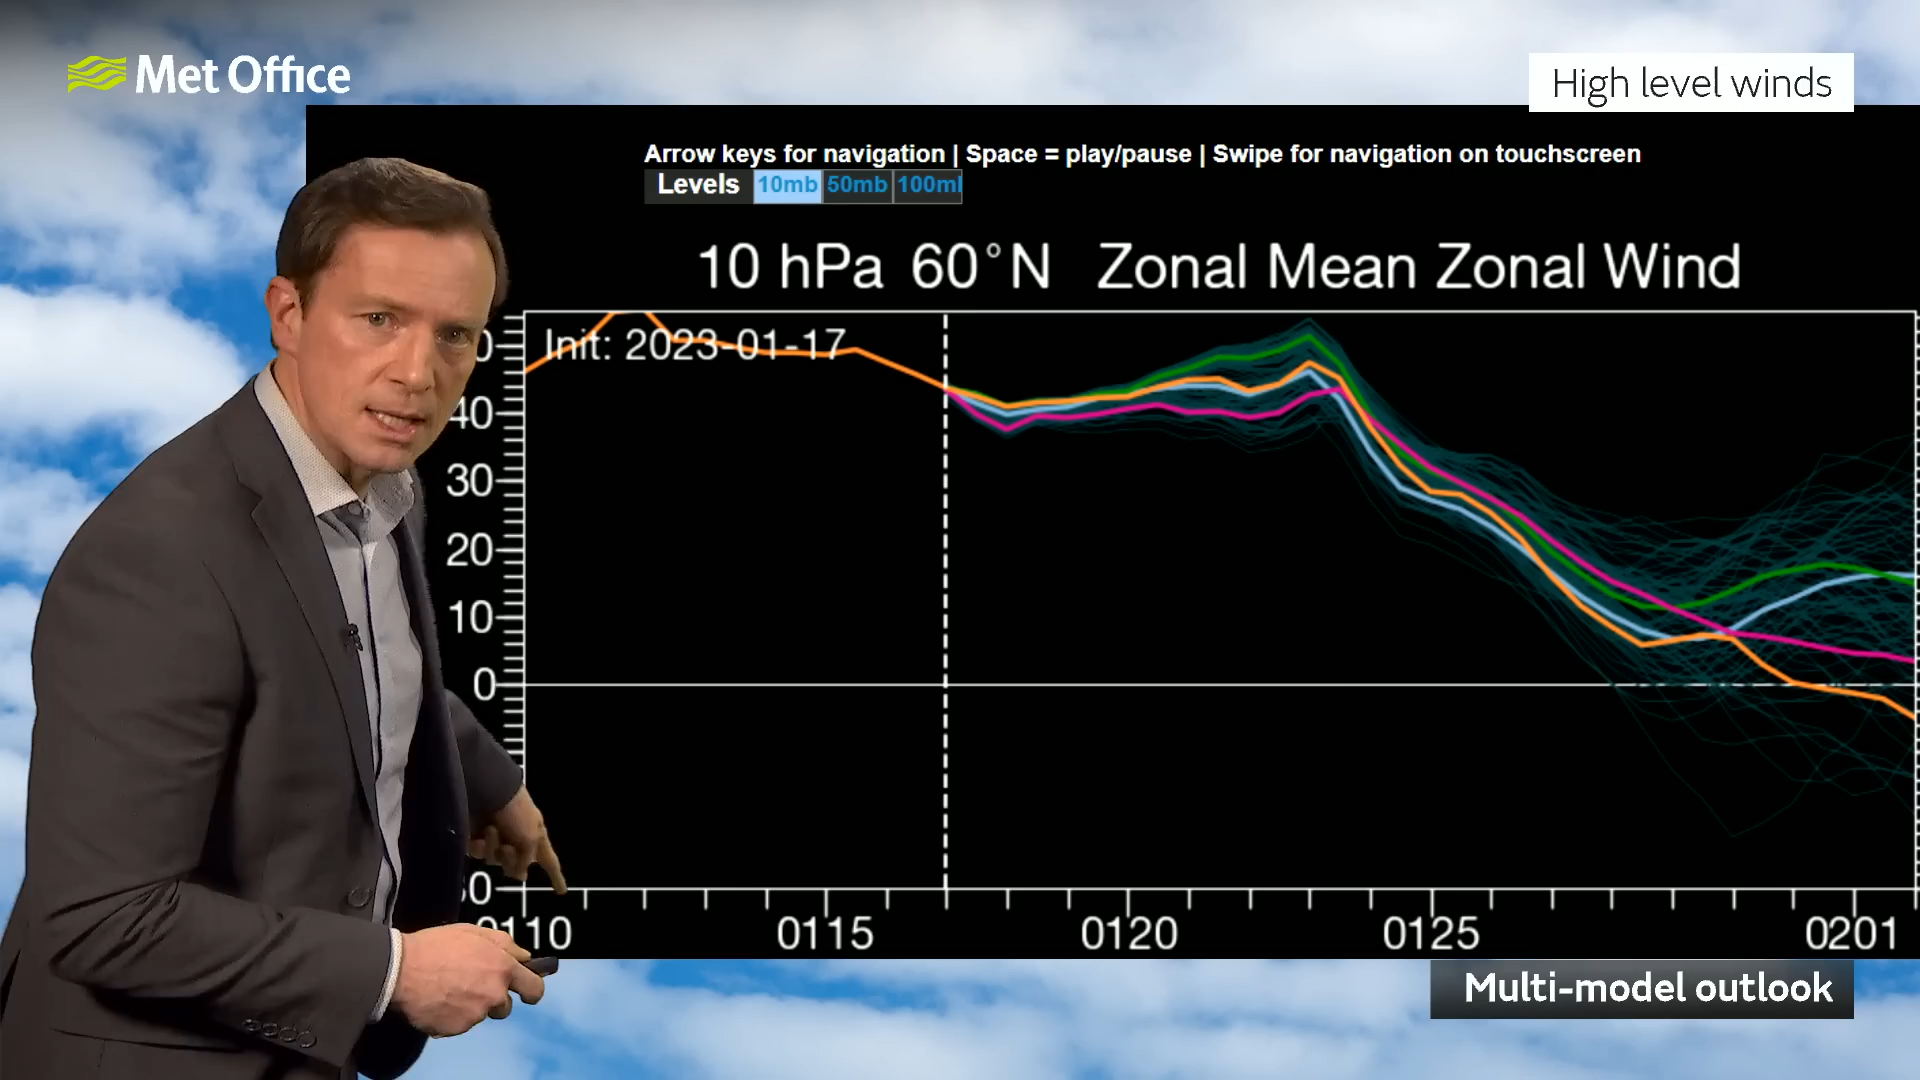 Met Office
High level winds
Arrow keys for navigation | Space = play/pause | Swipe for navigation on touchscreen
Levels 10mb 50mb 100m
10 hPa 60°N Zonal Mean Zonal Wind
Init: 2023-01-17
40
30
20
10
0
0110 0115 0120 0125 0201
Multi-model outlook